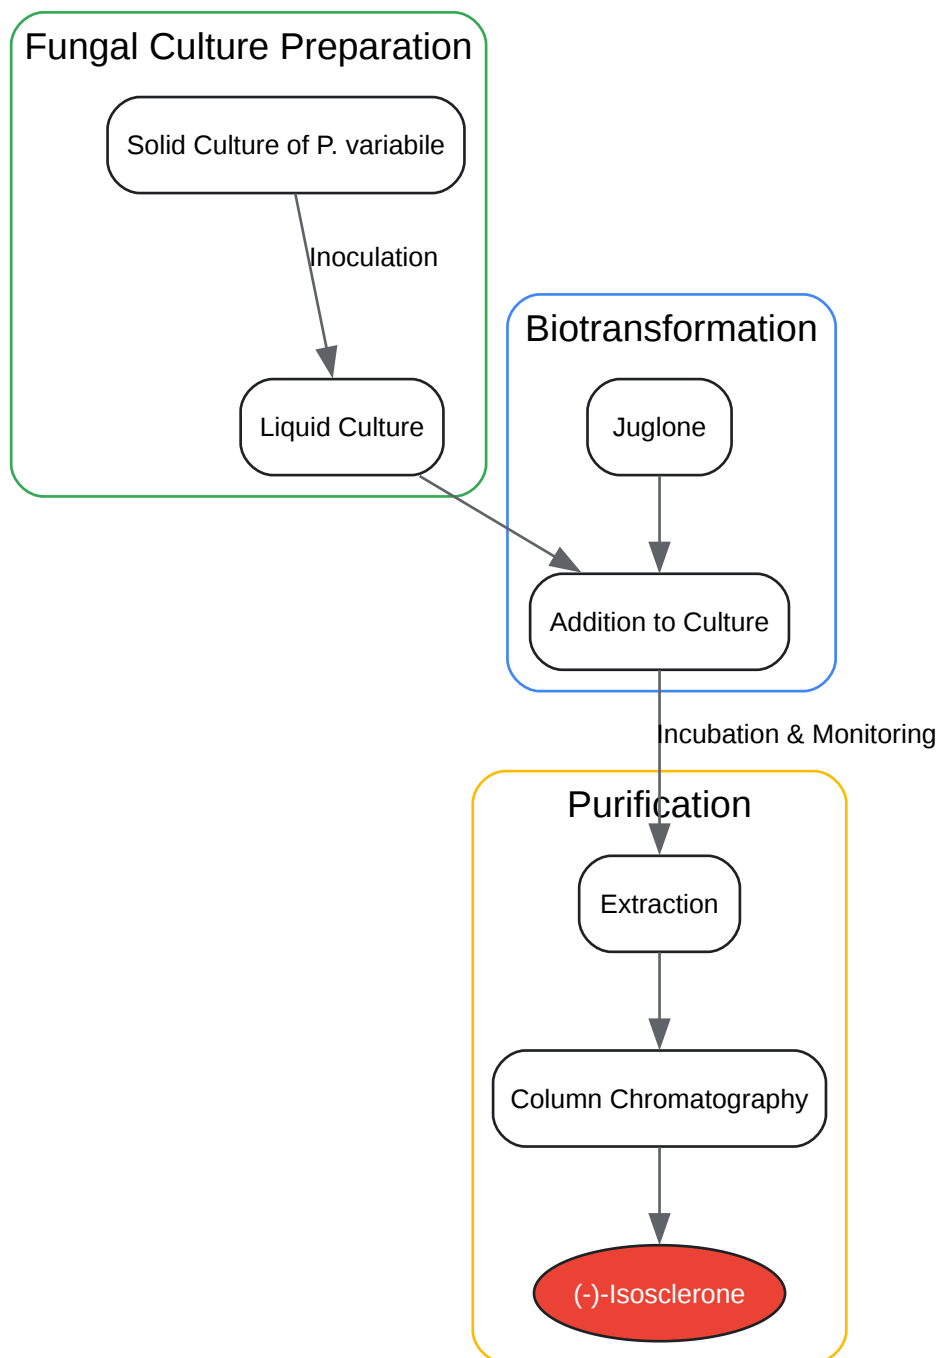 Fungal Culture Preparation
Solid Culture of P. variabile
Inoculation
Liquid Culture
Biotransformation
Juglone
Addition to Culture
Incubation & Monitoring
Purification
Extraction
Column Chromatography
(-)-Isosclerone